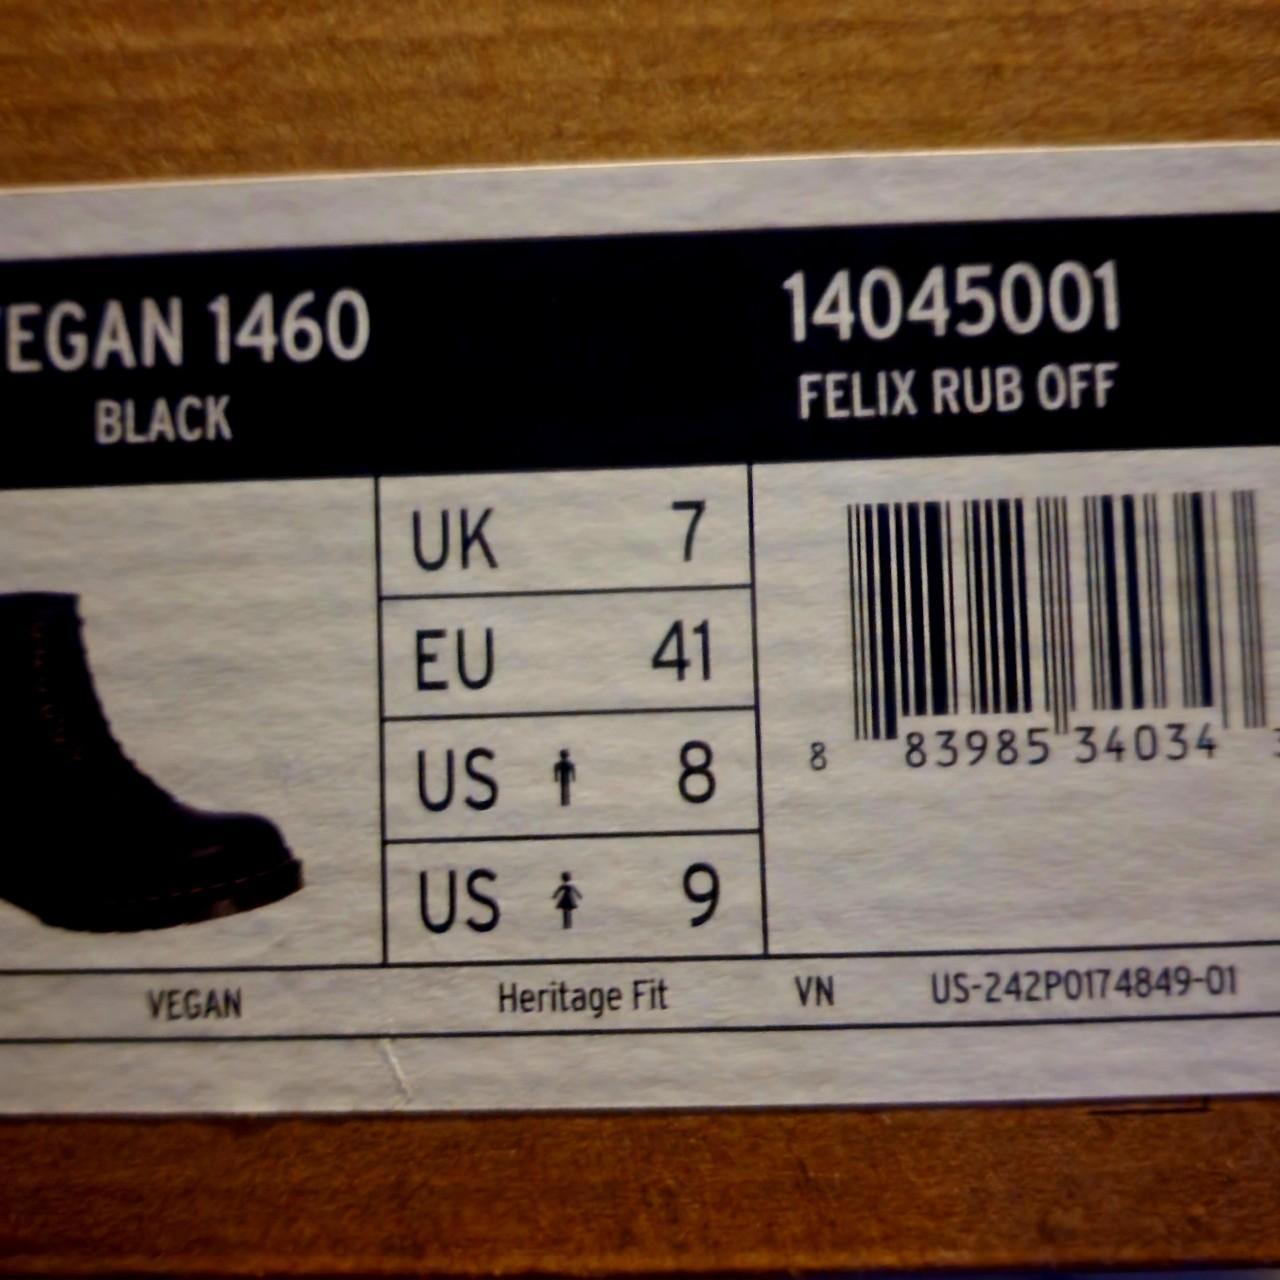 VEGAN 1460
BLACK
14045001
FELIX RUB OFF
UK 7
EU 41
US 8
US 9
8 83985 34034
VEGAN
Heritage Fit
VN
US-242P0174849-01